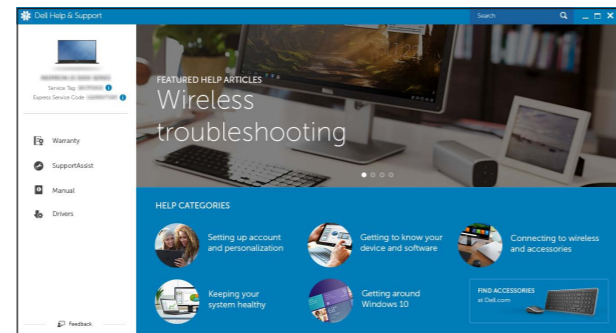 Dell Help & Support
Search
Service Tag:
Express Service Code:
Warranty
SupportAssist
Manual
Drivers
Feedback
FEATURED HELP ARTICLES
Wireless
troubleshooting
HELP CATEGORIES
Setting up account
and personalization
Getting to know your
device and software
Connecting to wireless
and accessories
Keeping your
system healthy
Getting around
Windows 10
FIND ACCESSORIES
at Dell.com